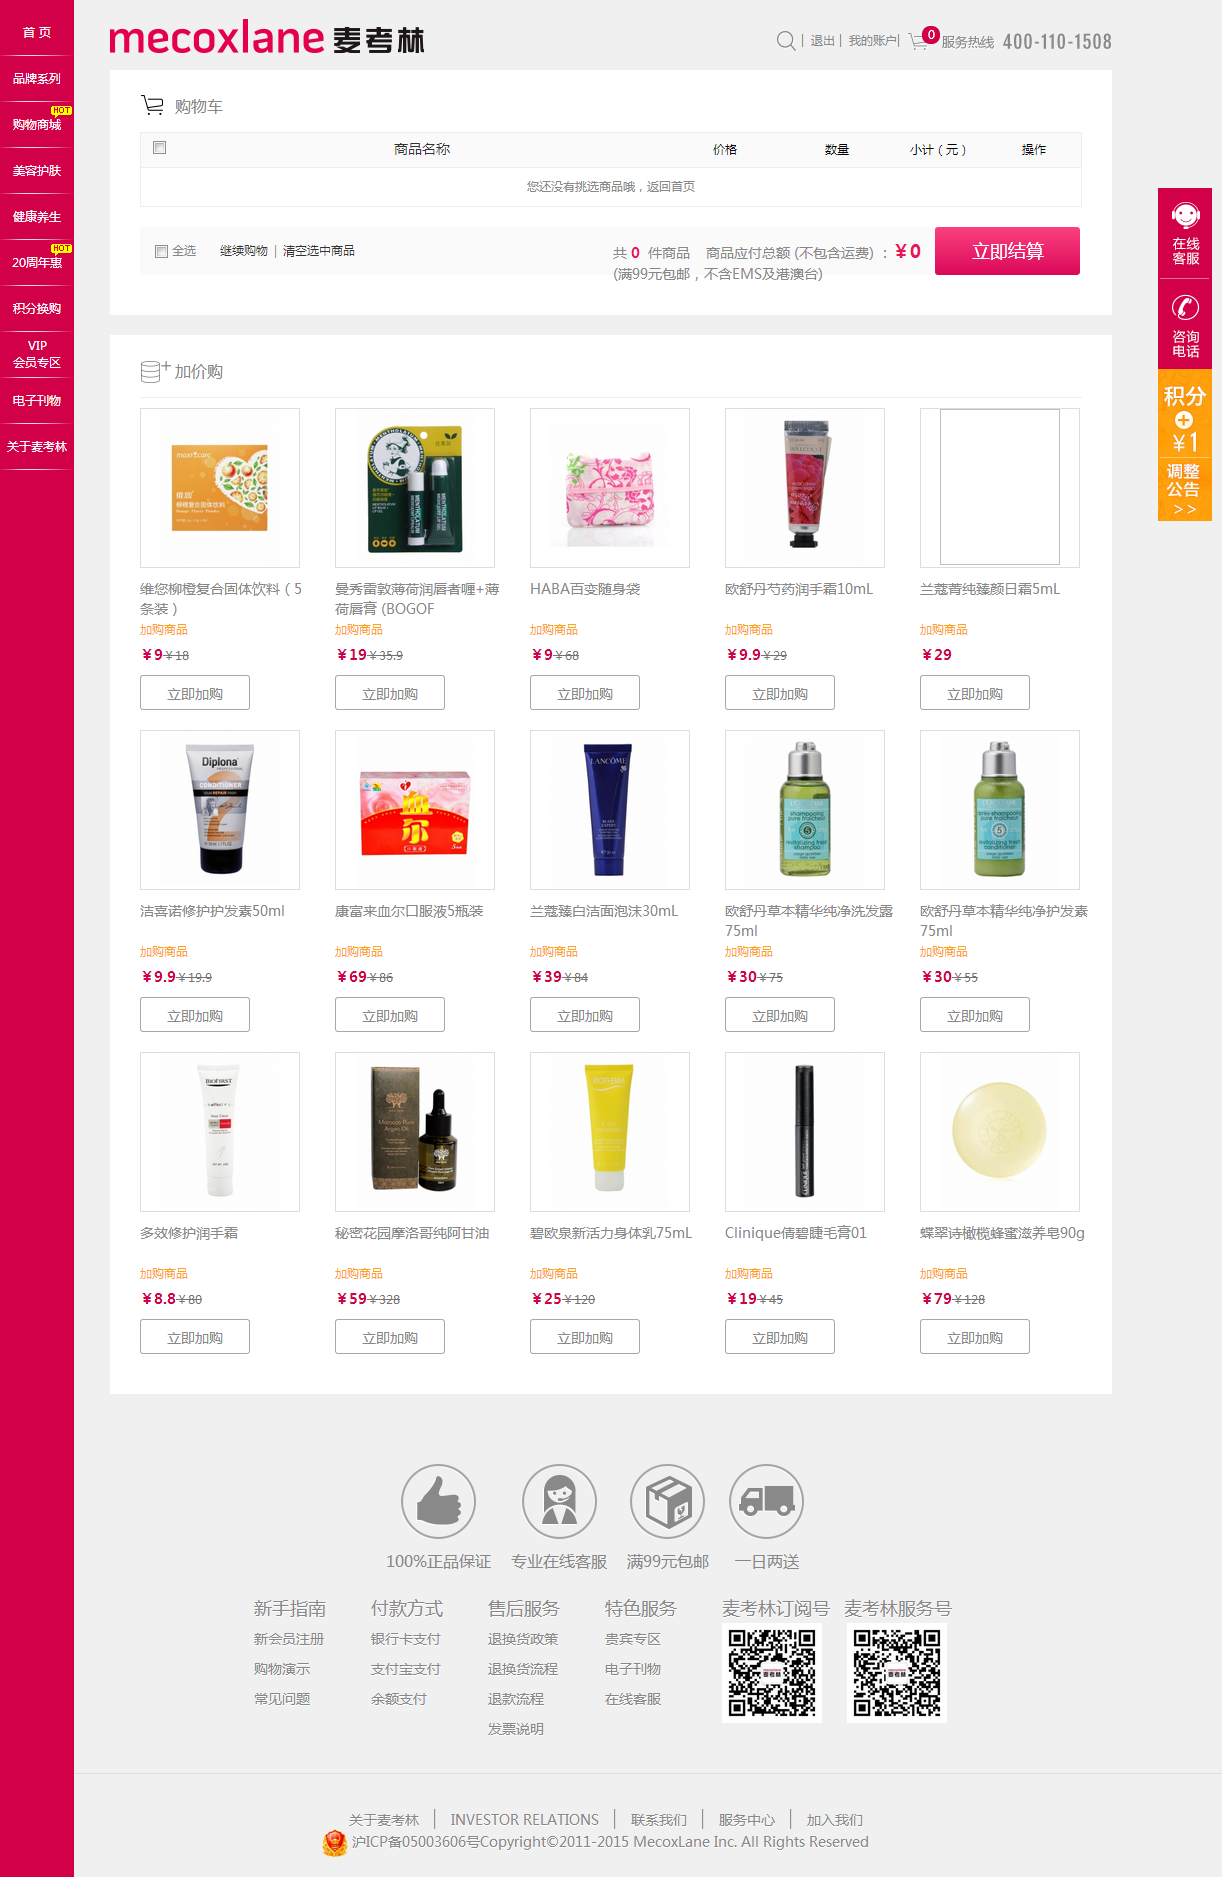 首 页
品牌系列
购物商城
HOT
美容护肤
健康养生
20周年惠
HOT
积分换购
VIP
会员专区
电子刊物
关于麦考林
mecoxlane 麦考林
| 退出 | 我的账户| 0 服务热线 400-110-1508
购物车
商品名称 价格 数量 小计（元） 操作
您还没有挑选商品哦，返回首页
全选 继续购物 | 清空选中商品
共 0 件商品 商品应付总额 (不包含运费) ： ¥0
(满99元包邮，不含EMS及港澳台)
立即结算
在线
客服
咨询
电话
积分
+
¥1
调整
公告
>>
加价购
维您柳橙复合固体饮料（5
条装）
加购商品
¥9 ¥18
立即加购
曼秀雷敦薄荷润唇者喱+薄
荷唇膏 (BOGOF
加购商品
¥19 ¥35.9
立即加购
HABA百变随身袋
加购商品
¥9 ¥68
立即加购
欧舒丹芍药润手霜10mL
加购商品
¥9.9 ¥29
立即加购
兰蔻菁纯臻颜日霜5mL
加购商品
¥29
立即加购
Diplona
CONDITIONER
洁喜诺修护护发素50ml
加购商品
¥9.9 ¥19.9
立即加购
血尔
康富来血尔口服液5瓶装
加购商品
¥69 ¥86
立即加购
LANCÔME
兰蔻臻白洁面泡沫30mL
加购商品
¥39 ¥84
立即加购
欧舒丹草本精华纯净洗发露
75ml
加购商品
¥30 ¥75
立即加购
欧舒丹草本精华纯净护发素
75ml
加购商品
¥30 ¥55
立即加购
BIOFIRST
多效修护润手霜
加购商品
¥8.8 ¥80
立即加购
Morocco Pure
Argan Oil
秘密花园摩洛哥纯阿甘油
加购商品
¥59 ¥328
立即加购
BIOTHERM
碧欧泉新活力身体乳75mL
加购商品
¥25 ¥120
立即加购
CLINIQUE
Clinique倩碧睫毛膏01
加购商品
¥19 ¥45
立即加购
蝶翠诗橄榄蜂蜜滋养皂90g
加购商品
¥79 ¥128
立即加购
100%正品保证 专业在线客服 满99元包邮 一日两送
新手指南 付款方式 售后服务 特色服务 麦考林订阅号 麦考林服务号
新会员注册 银行卡支付 退换货政策 贵宾专区
购物演示 支付宝支付 退换货流程 电子刊物
常见问题 余额支付 退款流程 在线客服
发票说明
关于麦考林 | INVESTOR RELATIONS | 联系我们 | 服务中心 | 加入我们
沪ICP备05003606号Copyright©2011-2015 MecoxLane Inc. All Rights Reserved